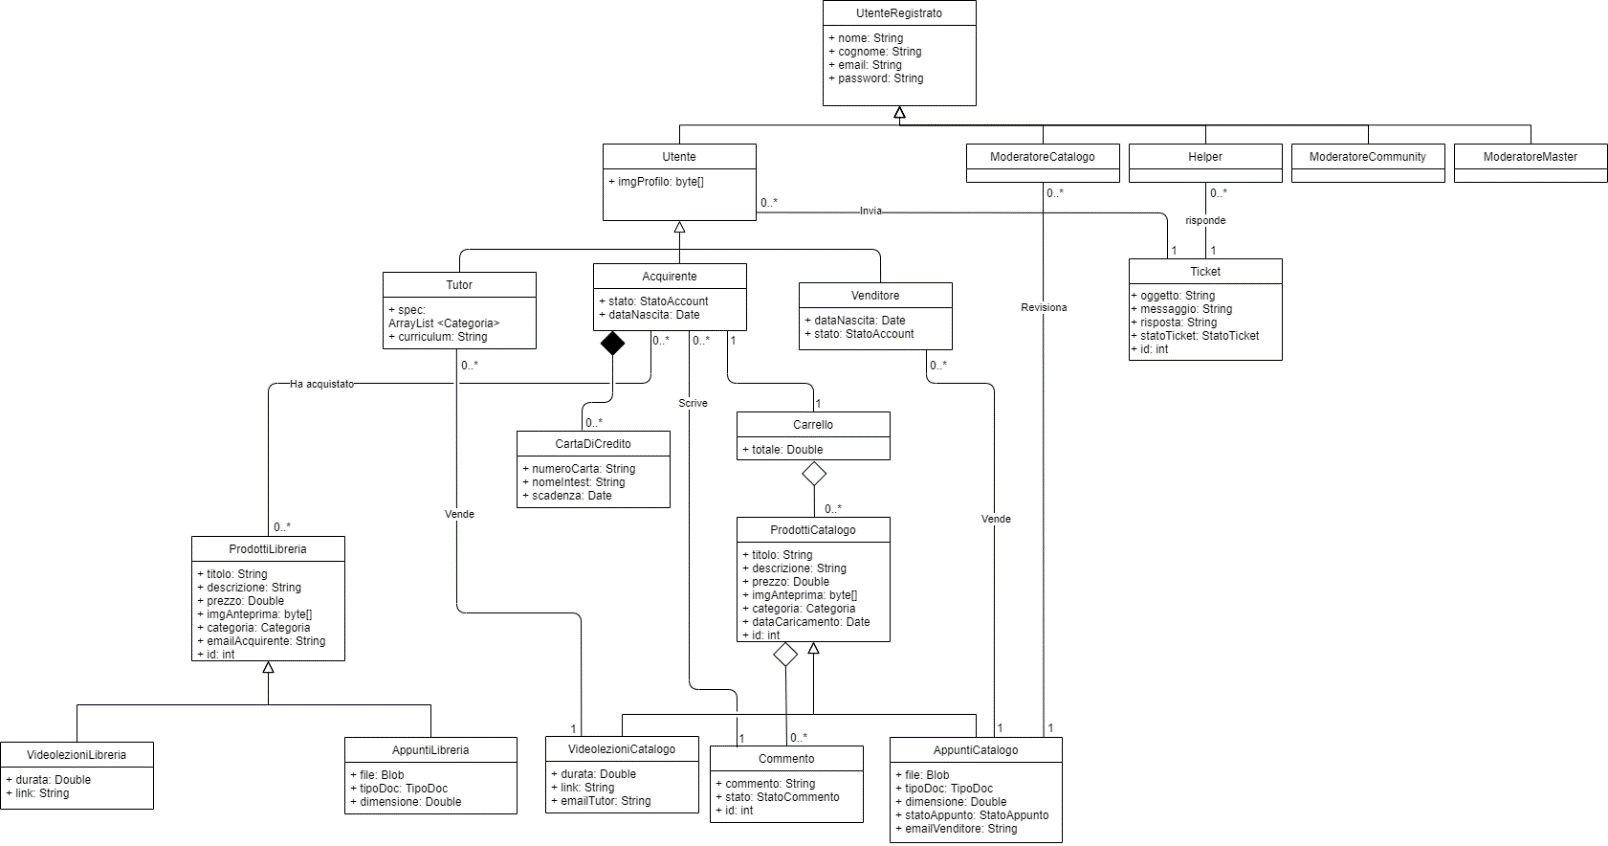 UtenteRegistrato
+ nome: String
+ cognome: String
+ email: String
+ password: String
Utente
+ imgProfilo: byte[]
ModeratoreCatalogo
Helper
ModeratoreCommunity
ModeratoreMaster
0..*
Invia
0..*
0..*
risponde
1
1
Tutor
+ spec:
ArrayList <Categoria>
+ curriculum: String
Acquirente
+ stato: StatoAccount
+ dataNascita: Date
Venditore
+ dataNascita: Date
+ stato: StatoAccount
Ticket
+ oggetto: String
+ messaggio: String
+ risposta: String
+ statoTicket: StatoTicket
+ id: int
Revisiona
0..*
0..*
0..*
1
0..*
Ha acquistato
Scrive
1
0..*
CartaDiCredito
+ numeroCarta: String
+ nomeIntest: String
+ scadenza: Date
Carrello
+ totale: Double
Vende
0..*
0..*
Vende
ProdottiLibreria
+ titolo: String
+ descrizione: String
+ prezzo: Double
+ imgAnteprima: byte[]
+ categoria: Categoria
+ emailAcquirente: String
+ id: int
ProdottiCatalogo
+ titolo: String
+ descrizione: String
+ prezzo: Double
+ imgAnteprima: byte[]
+ categoria: Categoria
+ dataCaricamento: Date
+ id: int
1
1
0..*
1
1
VideolezioniLibreria
+ durata: Double
+ link: String
AppuntiLibreria
+ file: Blob
+ tipoDoc: TipoDoc
+ dimensione: Double
VideolezioniCatalogo
+ durata: Double
+ link: String
+ emailTutor: String
Commento
+ commento: String
+ stato: StatoCommento
+ id: int
AppuntiCatalogo
+ file: Blob
+ tipoDoc: TipoDoc
+ dimensione: Double
+ statoAppunto: StatoAppunto
+ emailVenditore: String